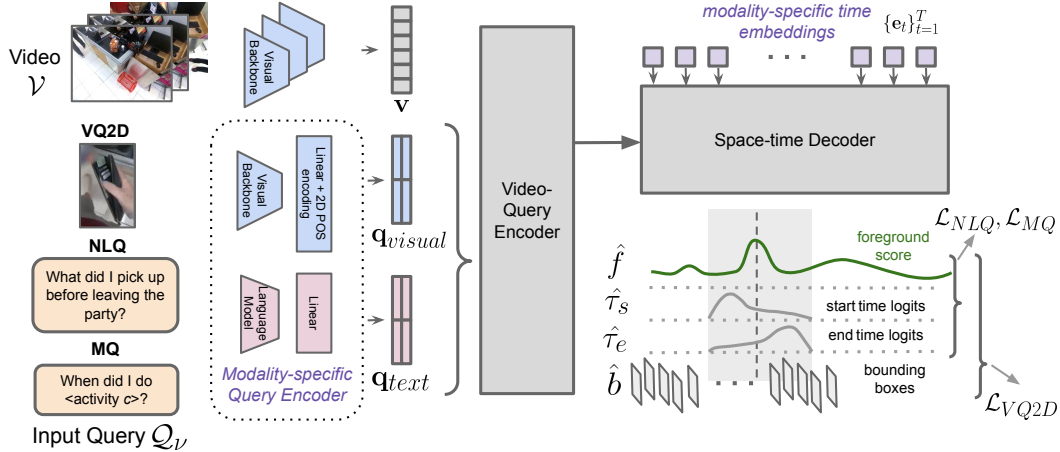 Video
𝒱
Visual
Backbone
v
VQ2D
NLQ
What did I pick up
before leaving the
party?
MQ
When did I do
<activity c>?
Input Query 𝒬_ν
Visual
Backbone
Linear + 2D POS
encoding
q_visual
Language
Model
Linear
q_text
Modality-specific
Query Encoder
Video-
Query
Encoder
modality-specific time
embeddings
{e_t}_{t=1}^T
Space-time Decoder
f̂
foreground
score
τ̂_s
start time logits
τ̂_e
end time logits
b̂
bounding
boxes
ℒ_NLQ, ℒ_MQ
ℒ_VQ2D